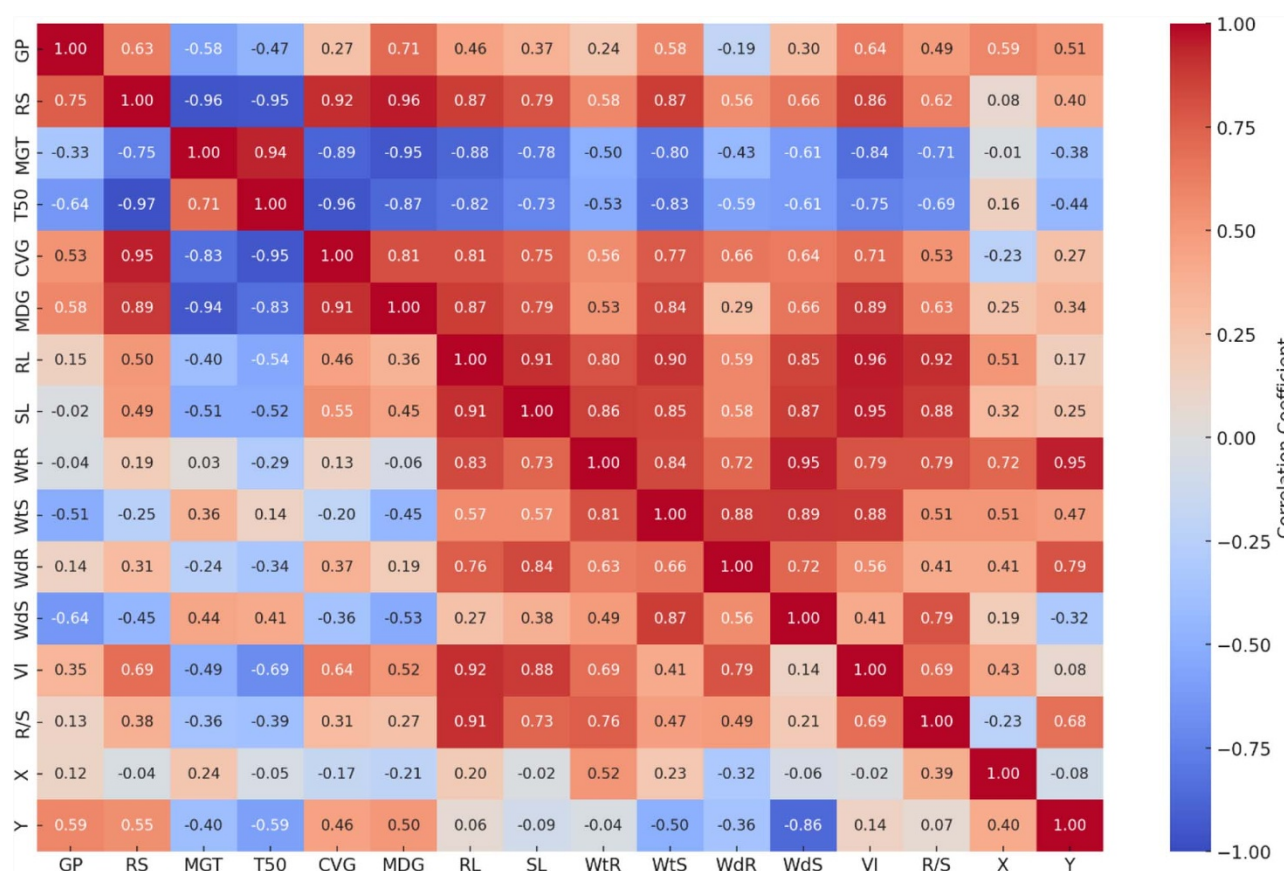 GP 1.00 0.63 -0.58 -0.47 0.27 0.71 0.46 0.37 0.24 0.58 -0.19 0.30 0.64 0.49 0.59 0.51
RS 0.75 1.00 -0.96 -0.95 0.92 0.96 0.87 0.79 0.58 0.87 0.56 0.66 0.86 0.62 0.08 0.40
MGT -0.33 -0.75 1.00 0.94 -0.89 -0.95 -0.88 -0.78 -0.50 -0.80 -0.43 -0.61 -0.84 -0.71 -0.01 -0.38
T50 -0.64 -0.97 0.71 1.00 -0.96 -0.87 -0.82 -0.73 -0.53 -0.83 -0.59 -0.61 -0.75 -0.69 0.16 -0.44
CVG 0.53 0.95 -0.83 -0.95 1.00 0.81 0.81 0.75 0.56 0.77 0.66 0.64 0.71 0.53 -0.23 0.27
MDG 0.58 0.89 -0.94 -0.83 0.91 1.00 0.87 0.79 0.53 0.84 0.29 0.66 0.89 0.63 0.25 0.34
RL 0.15 0.50 -0.40 -0.54 0.46 0.36 1.00 0.91 0.80 0.90 0.59 0.85 0.96 0.92 0.51 0.17
SL -0.02 0.49 -0.51 -0.52 0.55 0.45 0.91 1.00 0.86 0.85 0.58 0.87 0.95 0.88 0.32 0.25
WtR -0.04 0.19 0.03 -0.29 0.13 -0.06 0.83 0.73 1.00 0.84 0.72 0.95 0.79 0.79 0.72 0.95
WtS -0.51 -0.25 0.36 0.14 -0.20 -0.45 0.57 0.57 0.81 1.00 0.88 0.89 0.88 0.51 0.51 0.47
WdR 0.14 0.31 -0.24 -0.34 0.37 0.19 0.76 0.84 0.63 0.66 1.00 0.72 0.56 0.41 0.41 0.79
WdS -0.64 -0.45 0.44 0.41 -0.36 -0.53 0.27 0.38 0.49 0.87 0.56 1.00 0.41 0.79 0.19 -0.32
VI 0.35 0.69 -0.49 -0.69 0.64 0.52 0.92 0.88 0.69 0.41 0.79 0.14 1.00 0.69 0.43 0.08
R/S 0.13 0.38 -0.36 -0.39 0.31 0.27 0.91 0.73 0.76 0.47 0.49 0.21 0.69 1.00 -0.23 0.68
X 0.12 -0.04 0.24 -0.05 -0.17 -0.21 0.20 -0.02 0.52 0.23 -0.32 -0.06 -0.02 0.39 1.00 -0.08
Y 0.59 0.55 -0.40 -0.59 0.46 0.50 0.06 -0.09 -0.04 -0.50 -0.36 -0.86 0.14 0.07 0.40 1.00
GP RS MGT T50 CVG MDG RL SL WtR WtS WdR WdS VI R/S X Y
1.00
0.75
0.50
0.25
0.00
−0.25
−0.50
−0.75
−1.00
Correlation Coefficient